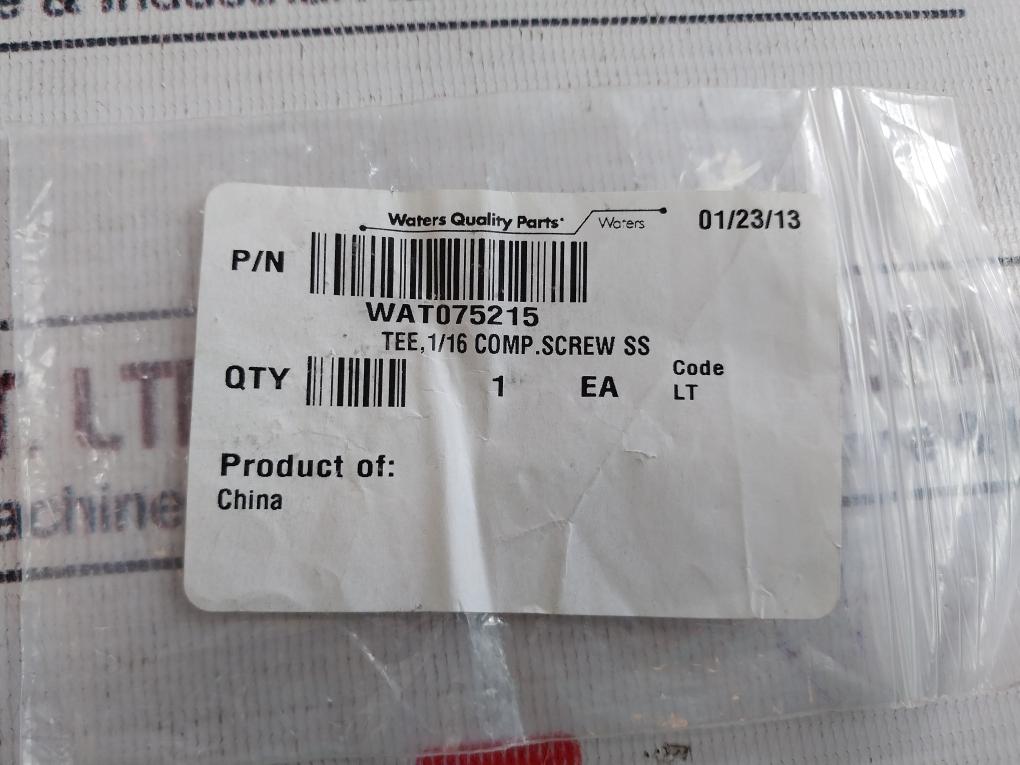 Waters Quality Parts Waters 01/23/13
P/N
WAT075215
TEE,1/16 COMP.SCREW SS
QTY 1 EA Code
LT
Product of:
China
LT
achine